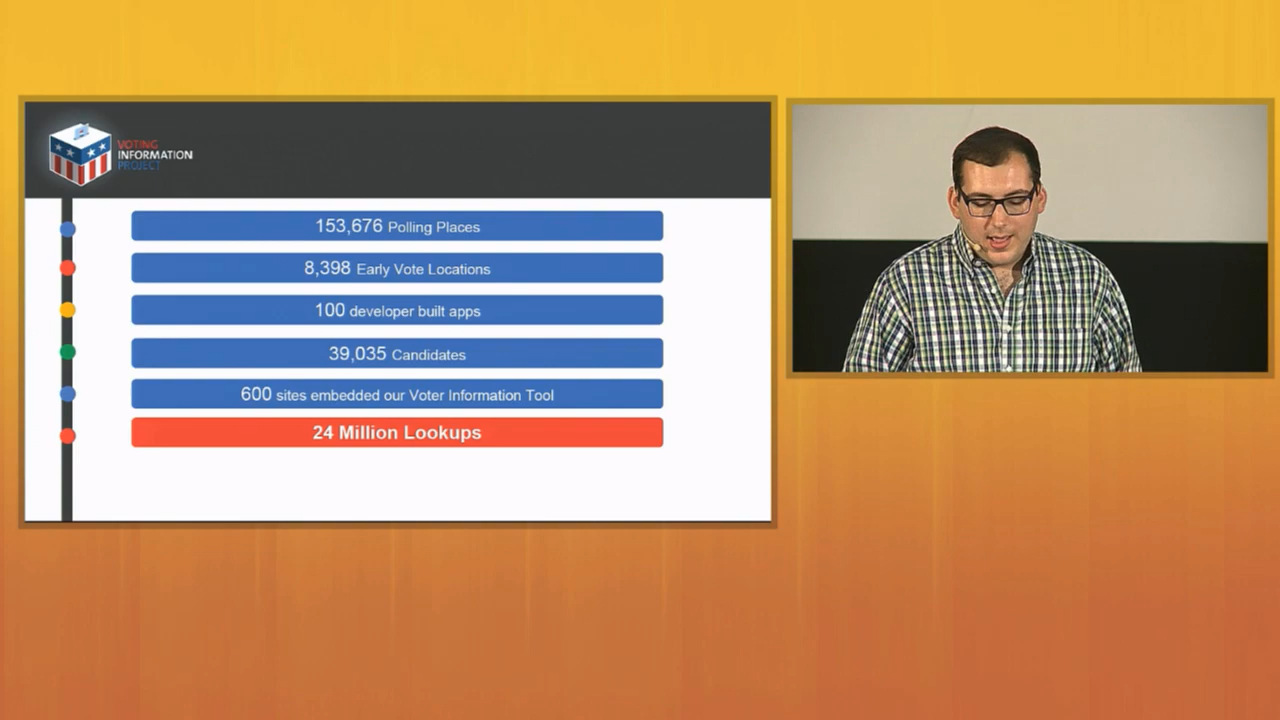 VOTING
INFORMATION
PROJECT
153,676 Polling Places
8,398 Early Vote Locations
100 developer built apps
39,035 Candidates
600 sites embedded our Voter Information Tool
24 Million Lookups